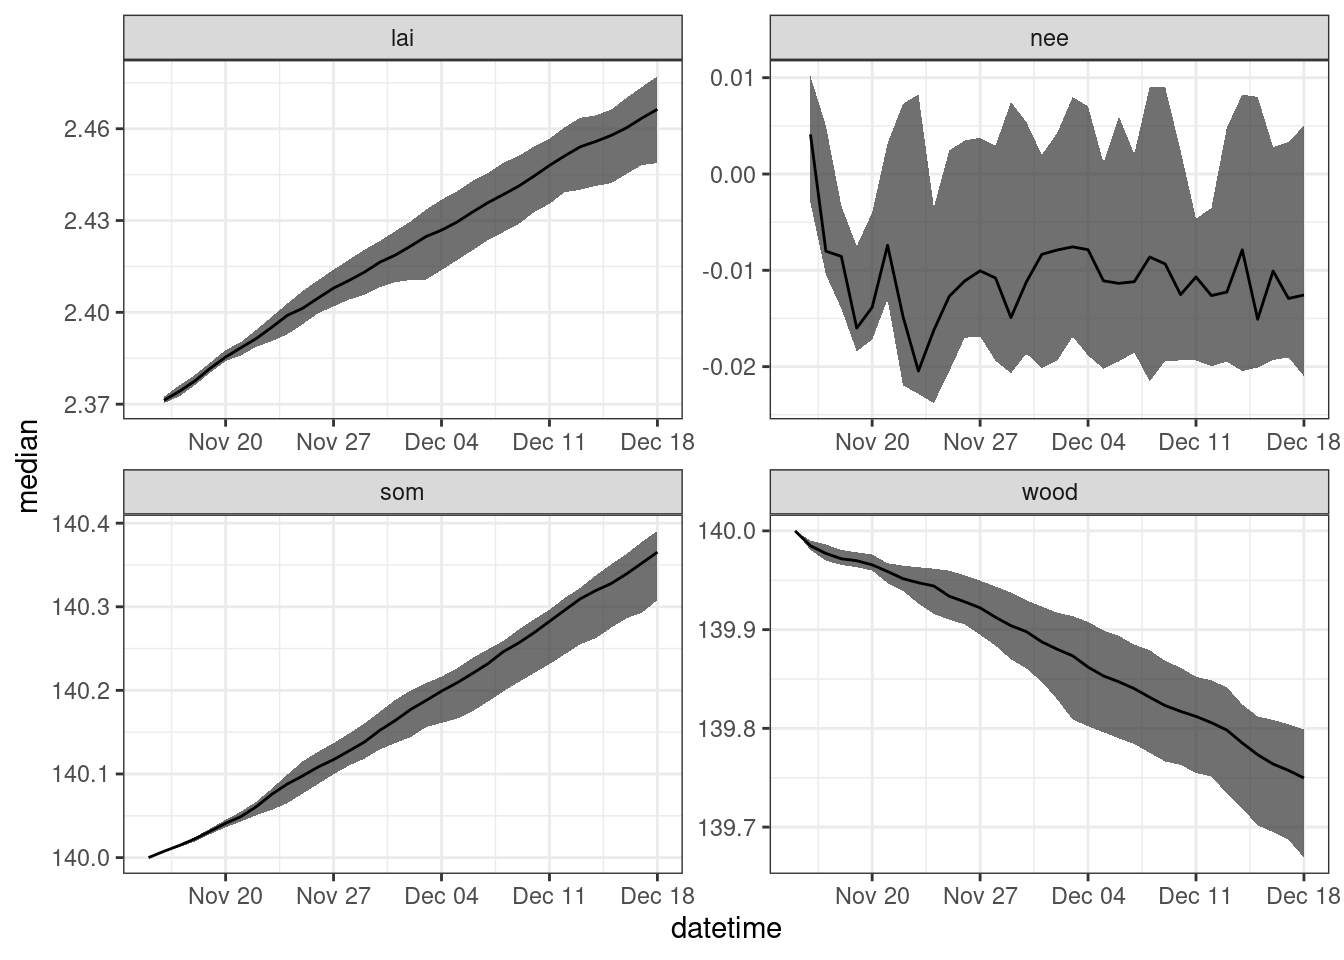 lai
nee
2.46
2.43
2.40
2.37
0.01
0.00
-0.01
-0.02
Nov 20 Nov 27 Dec 04 Dec 11 Dec 18
Nov 20 Nov 27 Dec 04 Dec 11 Dec 18
median
som
wood
140.4
140.3
140.2
140.1
140.0
140.0
139.9
139.8
139.7
Nov 20 Nov 27 Dec 04 Dec 11 Dec 18
Nov 20 Nov 27 Dec 04 Dec 11 Dec 18
datetime